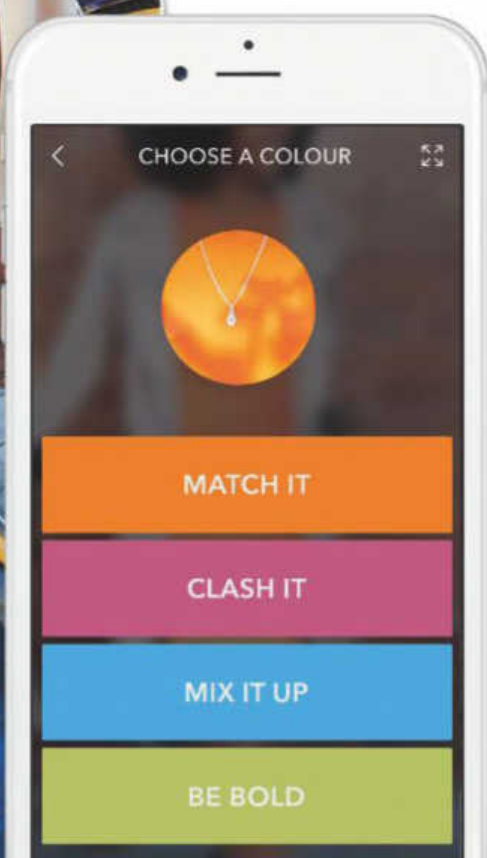 CHOOSE A COLOUR
MATCH IT
CLASH IT
MIX IT UP
BE BOLD